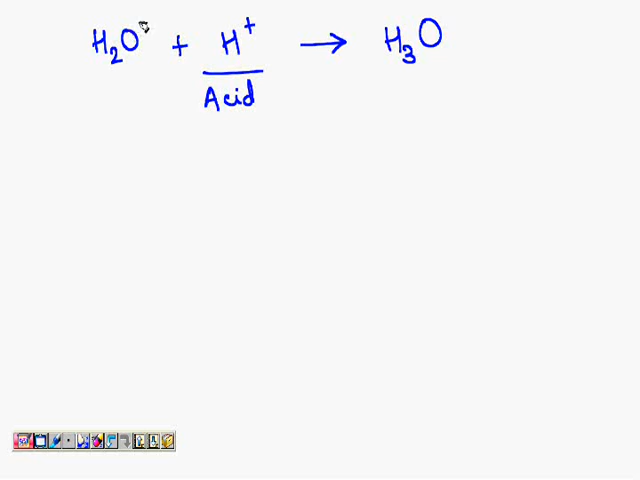 H₂O + H⁺ → H₃O
Acid